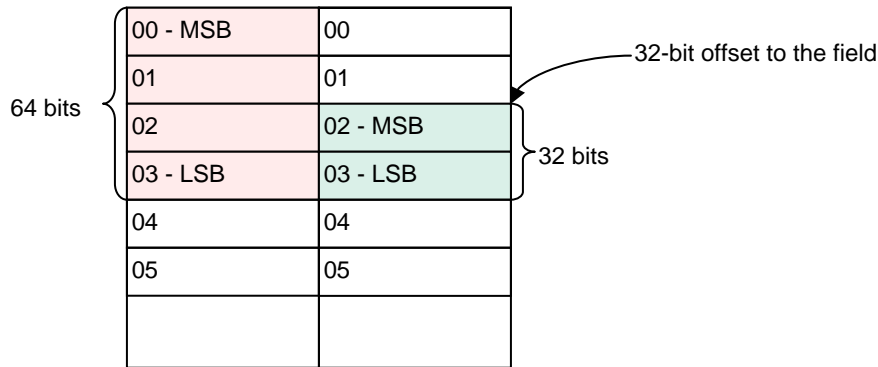 00 - MSB 00
32-bit offset to the field
01 01
64 bits
02 02 - MSB
32 bits
03 - LSB 03 - LSB
04 04
05 05